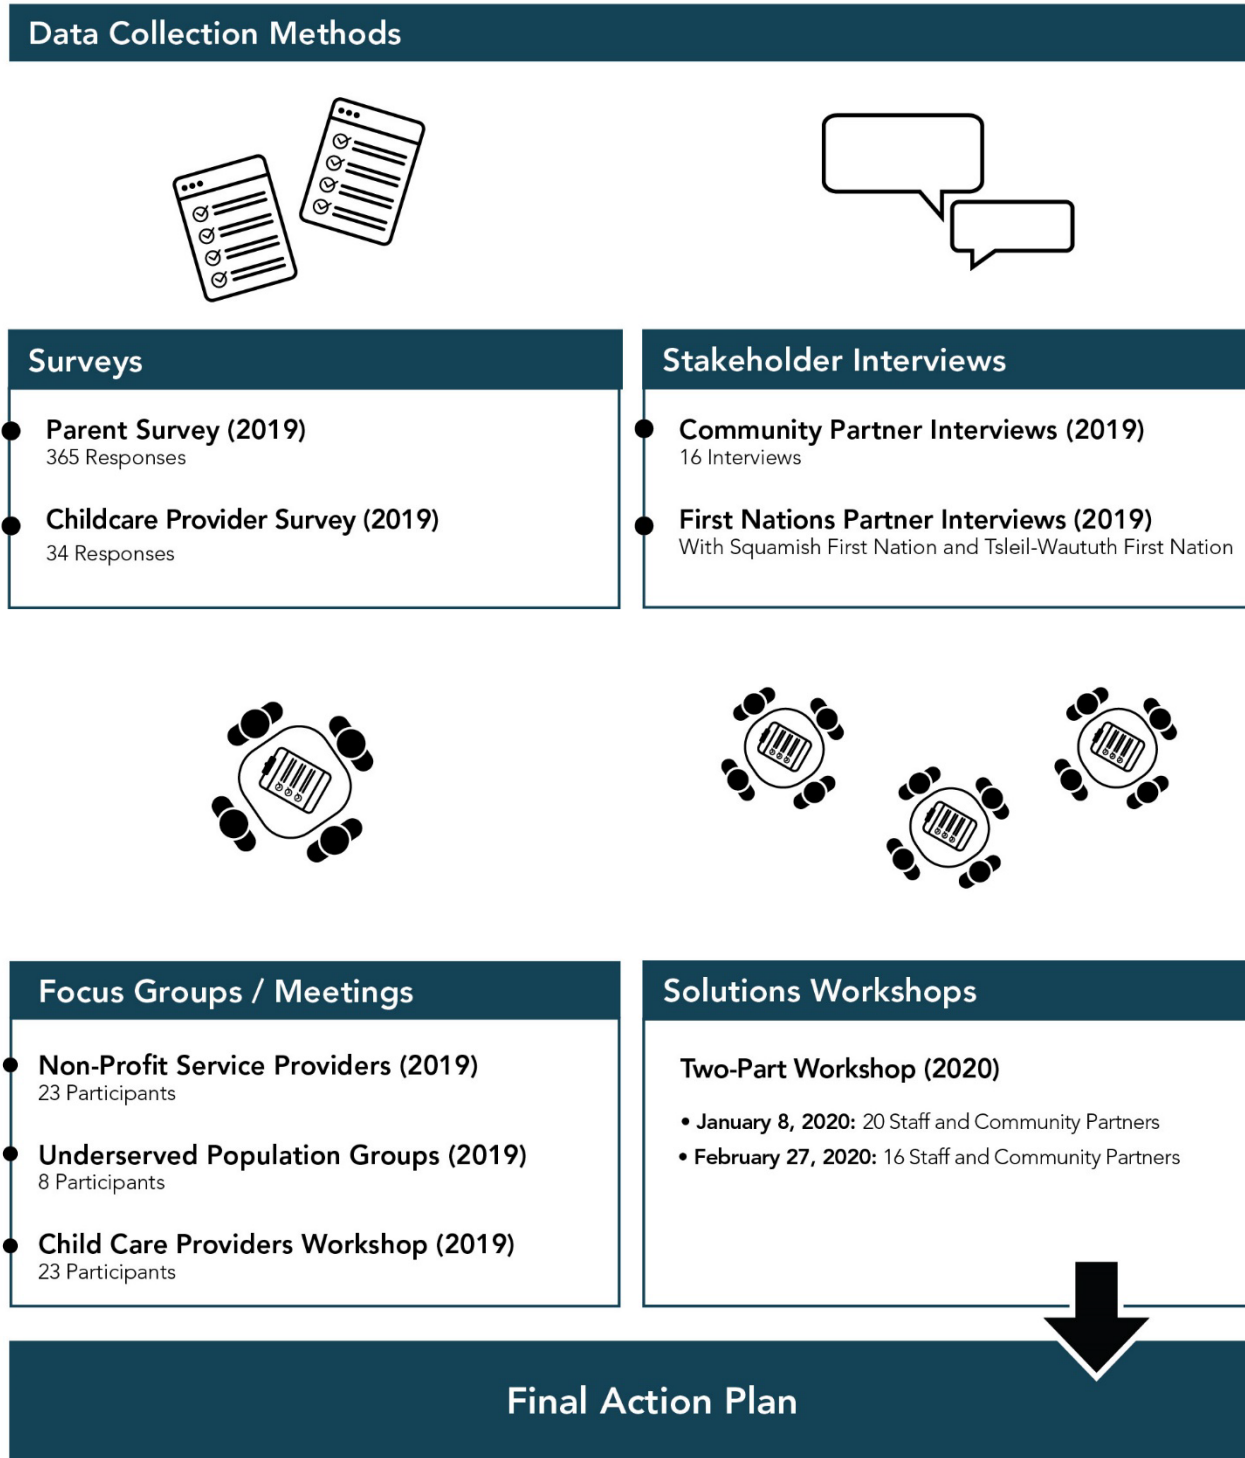 Data Collection Methods
Surveys
Parent Survey (2019)
365 Responses
Childcare Provider Survey (2019)
34 Responses
Stakeholder Interviews
Community Partner Interviews (2019)
16 Interviews
First Nations Partner Interviews (2019)
With Squamish First Nation and Tsleil-Waututh First Nation
Focus Groups / Meetings
Non-Profit Service Providers (2019)
23 Participants
Underserved Population Groups (2019)
8 Participants
Child Care Providers Workshop (2019)
23 Participants
Solutions Workshops
Two-Part Workshop (2020)
• January 8, 2020: 20 Staff and Community Partners
• February 27, 2020: 16 Staff and Community Partners
Final Action Plan